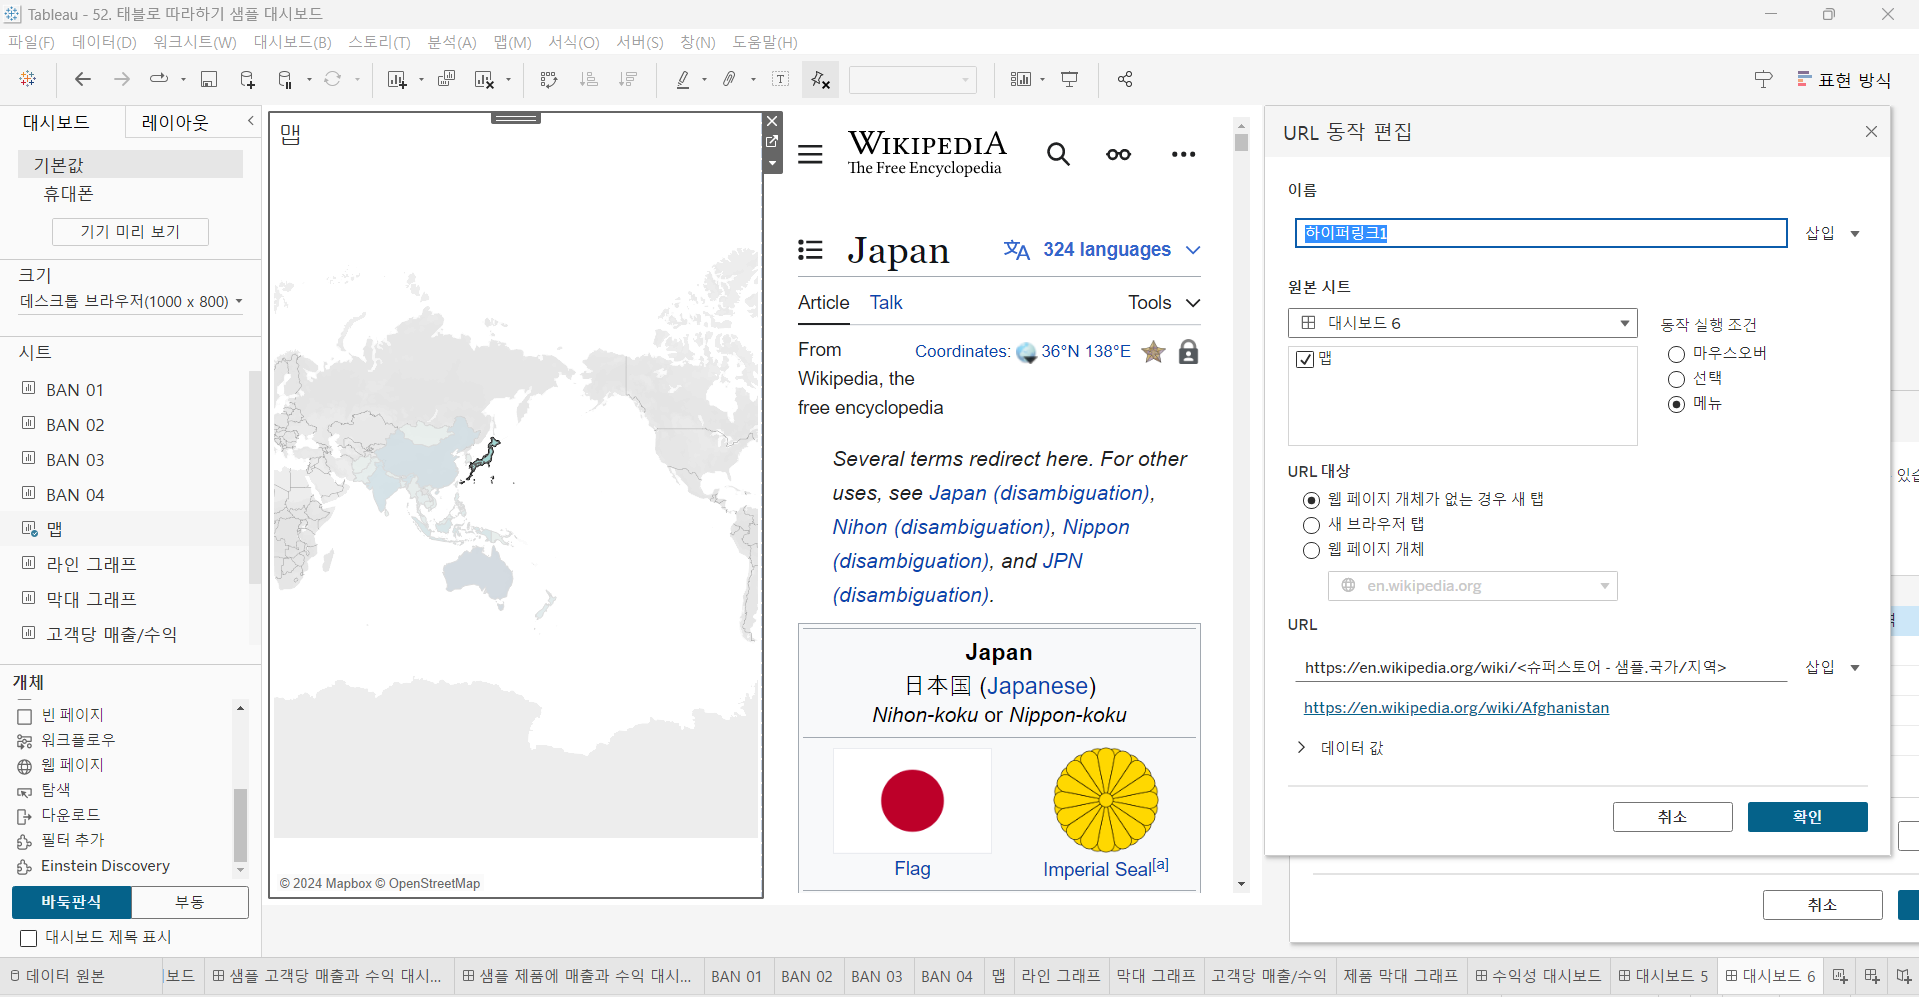 Tableau - 52. 태블로 따라하기 샘플 대시보드
파일(F) 데이터(D) 워크시트(W) 대시보드(B) 스토리(T) 분석(A) 맵(M) 서식(O) 서버(S) 창(N) 도움말(H)
표현 방식
대시보드 레이아웃
기본값
휴대폰
기기 미리 보기
크기
데스크톱 브라우저(1000 x 800)
시트
BAN 01
BAN 02
BAN 03
BAN 04
맵
라인 그래프
막대 그래프
고객당 매출/수익
개체
빈 페이지
워크플로우
웹 페이지
탐색
다운로드
필터 추가
Einstein Discovery
바둑판식 부동
대시보드 제목 표시
맵
© 2024 Mapbox © OpenStreetMap
WIKIPEDIA
The Free Encyclopedia
Japan 324 languages
Article Talk Tools
From Wikipedia, the free encyclopedia
Coordinates: 36°N 138°E
Several terms redirect here. For other
uses, see Japan (disambiguation),
Nihon (disambiguation), Nippon
(disambiguation), and JPN
(disambiguation).
Japan
日本国 (Japanese)
Nihon-koku or Nippon-koku
Flag
Imperial Seal[a]
URL 동작 편집
이름
하이퍼링크1 삽입
원본 시트
대시보드 6
맵
동작 실행 조건
마우스오버
선택
메뉴
URL 대상
웹 페이지 개체가 없는 경우 새 탭
새 브라우저 탭
웹 페이지 개체
en.wikipedia.org
URL
https://en.wikipedia.org/wiki/<슈퍼스토어 - 샘플.국가/지역> 삽입
https://en.wikipedia.org/wiki/Afghanistan
데이터 값
취소 확인
있습
취소
데이터 원본 보드 샘플 고객당 매출과 수익 대시... 샘플 제품에 매출과 수익 대시... BAN 01 BAN 02 BAN 03 BAN 04 맵 라인 그래프 막대 그래프 고객당 매출/수익 제품 막대 그래프 수익성 대시보드 대시보드 5 대시보드 6